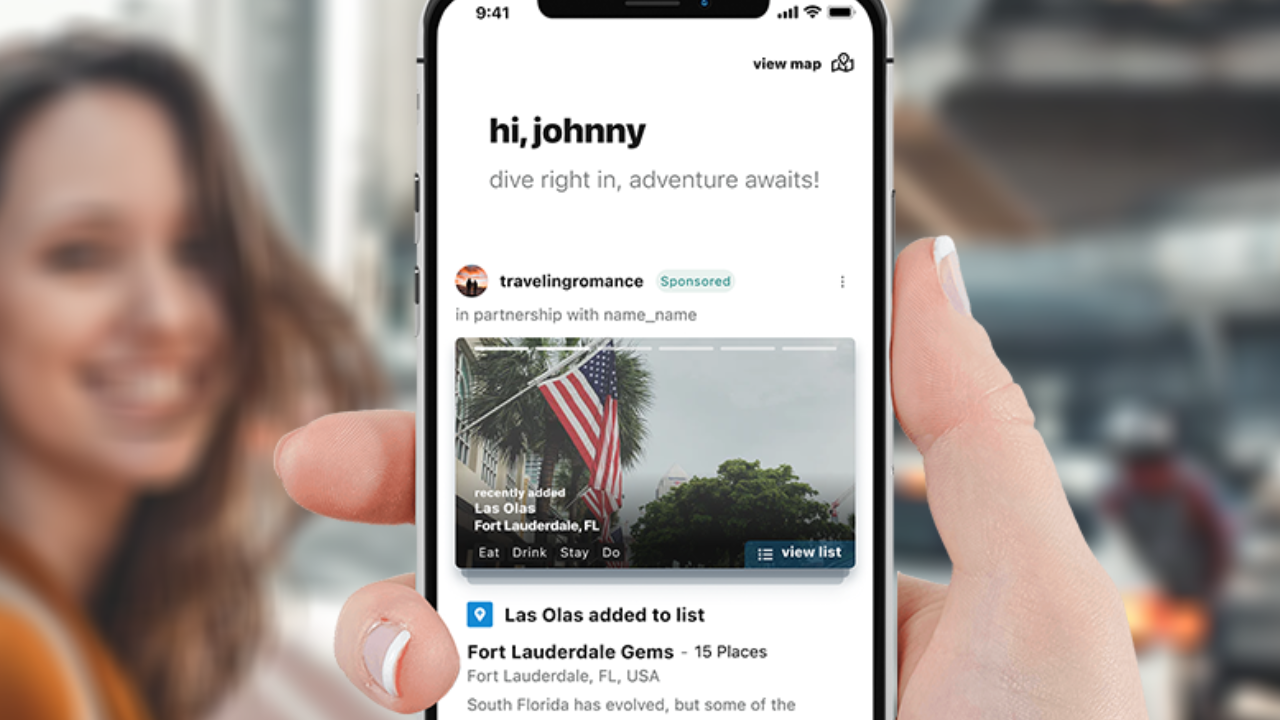 9:41
view map
hi, johnny
dive right in, adventure awaits!
travelingromance Sponsored
in partnership with name_name
recently added
Las Olas
Fort Lauderdale, FL
Eat Drink Stay Do
view list
Las Olas added to list
Fort Lauderdale Gems - 15 Places
Fort Lauderdale, FL, USA
South Florida has evolved, but some of the